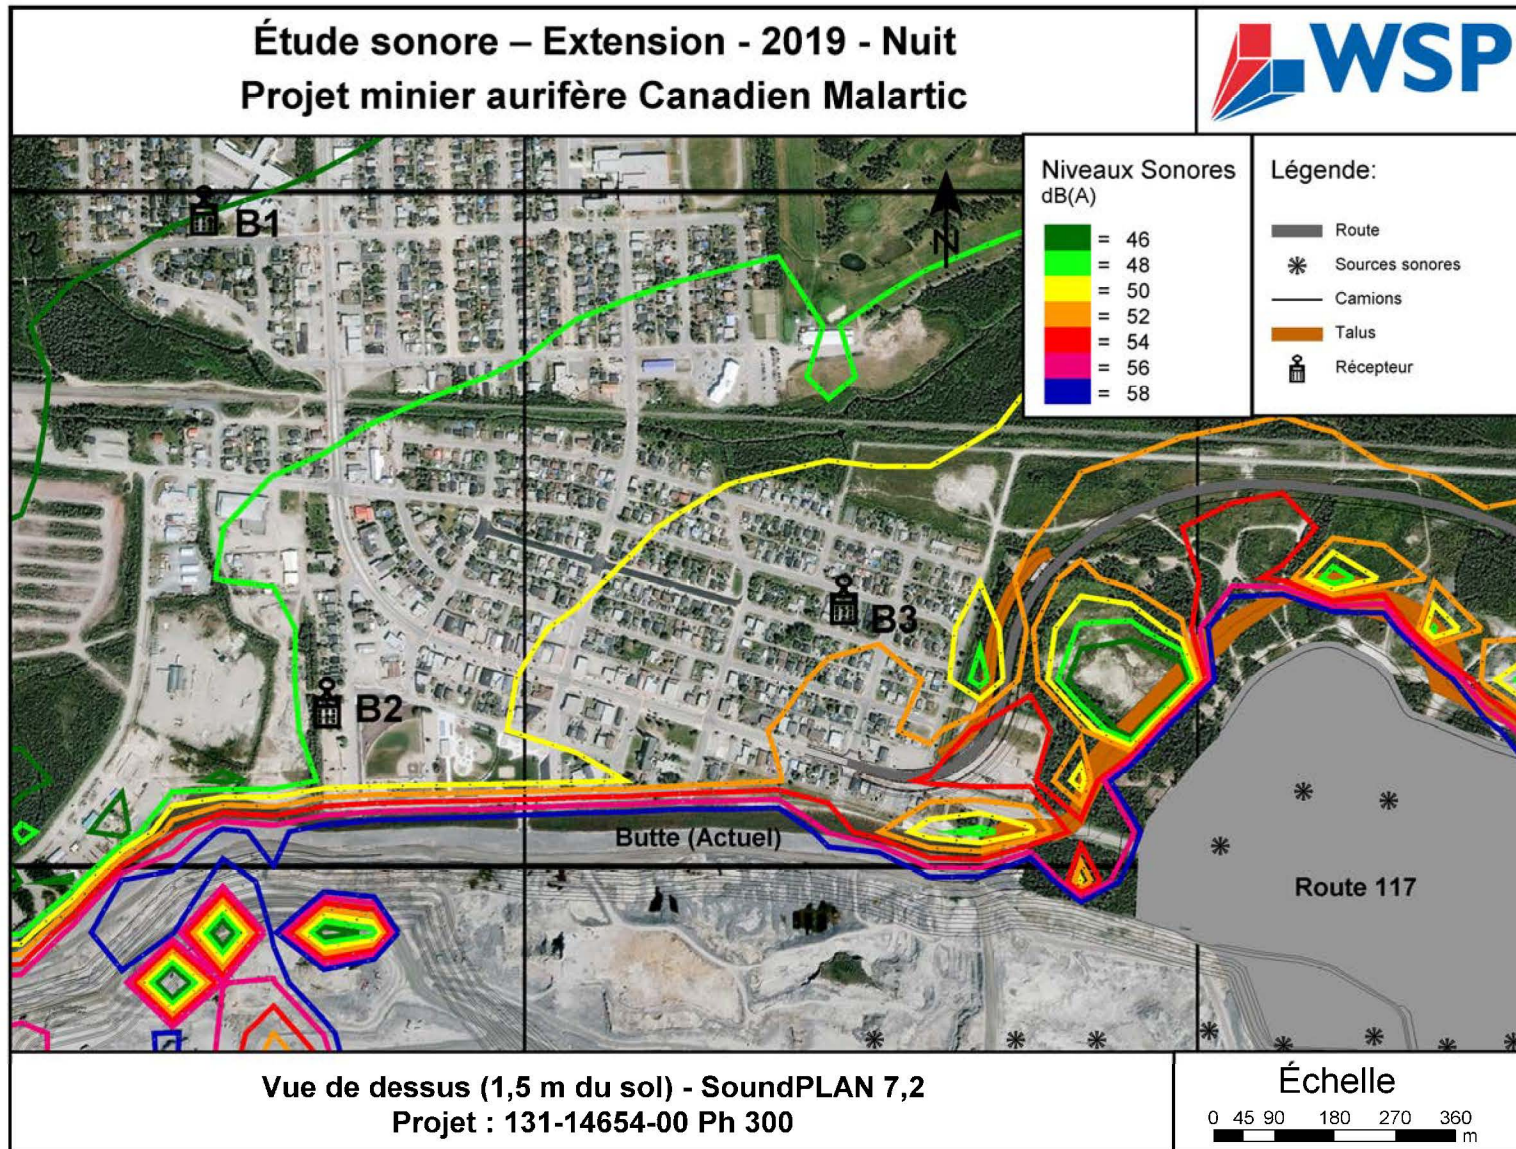 Étude sonore – Extension - 2019 - Nuit
Projet minier aurifère Canadien Malartic
WSP
Niveaux Sonores
dB(A)
= 46
= 48
= 50
= 52
= 54
= 56
= 58
Légende:
Route
Sources sonores
Camions
Talus
Récepteur
N
B1
B2
B3
Butte (Actuel)
Route 117
Vue de dessus (1,5 m du sol) - SoundPLAN 7,2
Projet : 131-14654-00 Ph 300
Échelle
0 45 90 180 270 360
m